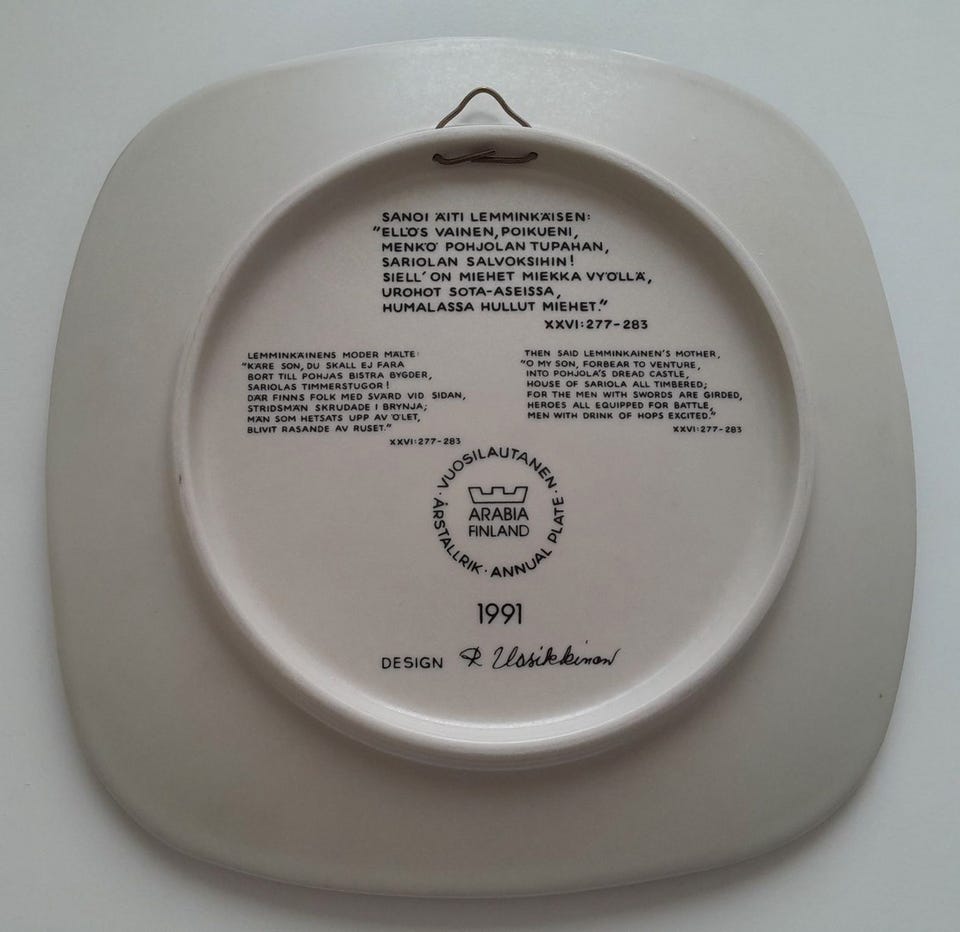 SANOI ÄITI LEMMINKÄISEN:
"ELLÖS VAINEN, POIKUENI,
MENKÖ POHJOLAN TUPAHAN,
SARIOLAN SALVOKSIHIN!
SIELL' ON MIEHET MIEKKA VYÖLLÄ,
UROHOT SOTA-ASEISSA,
HUMALASSA HULLUT MIEHET."
XXVI:277-283
LEMMINKÄINENS MODER MÄLTE:
"KÄRE SON, DU SKALL EJ FARA
BORT TILL POHJAS BISTRA BYGDER,
SARIOLAS TIMMERSTUGOR!
DÄR FINNS FOLK MED SVÄRD VID SIDAN,
STRIDSMÄN SKRUDADE I BRYNJA;
MÄN SOM HETSATS UPP AV ÖLET,
BLIVIT RASANDE AV RUSET."
XXVI:277-283
THEN SAID LEMMINKAINEN'S MOTHER,
"O MY SON, FORBEAR TO VENTURE,
INTO POHJOLA'S DREAD CASTLE,
HOUSE OF SARIOLA ALL TIMBERED;
FOR THE MEN WITH SWORDS ARE GIRDED,
HEROES ALL EQUIPPED FOR BATTLE,
MEN WITH DRINK OF HOPS EXCITED."
XXVI:277-283
· VUOSILAUTANEN ·
ÅRSTALLRIK · ANNUAL PLATE
ARABIA
FINLAND
1991
DESIGN R Uosikkinen